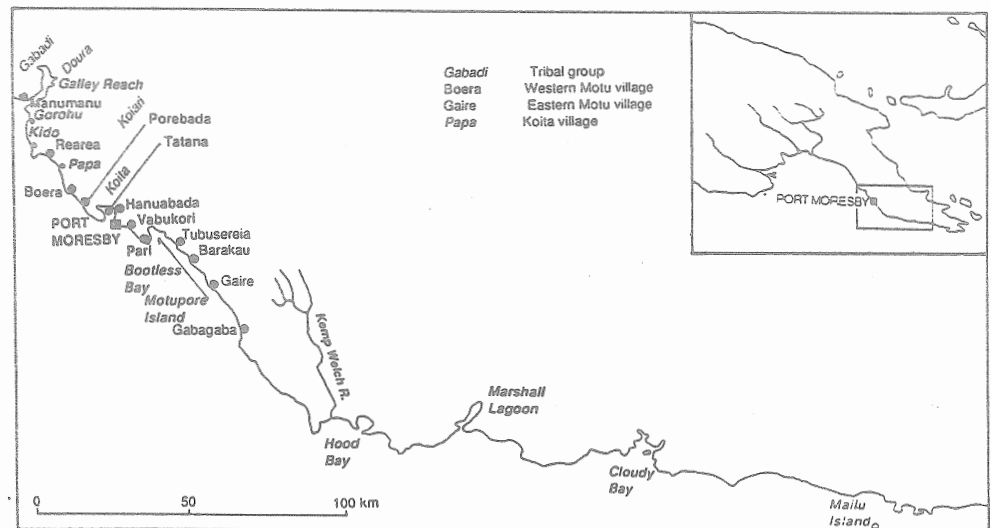 Gabadi
Doura
Galley Reach
Manumanu
Gorohu
Kido
Rearea
Papa
Boera
Koiari
Porebada
Tatana
Koita
Hanuabada
PORT
MORESBY
Vabukori
Pari
Tubusereia
Barakau
Bootless
Bay
Gaire
Motupore
Island
Gabagaba
Kemp Welch R.
Hood
Bay
Marshall
Lagoon
Cloudy
Bay
Mailu
Island
Gabadi Tribal group
Boera Western Motu village
Gaire Eastern Motu village
Papa Koita village
PORT MORESBY
0 50 100 km